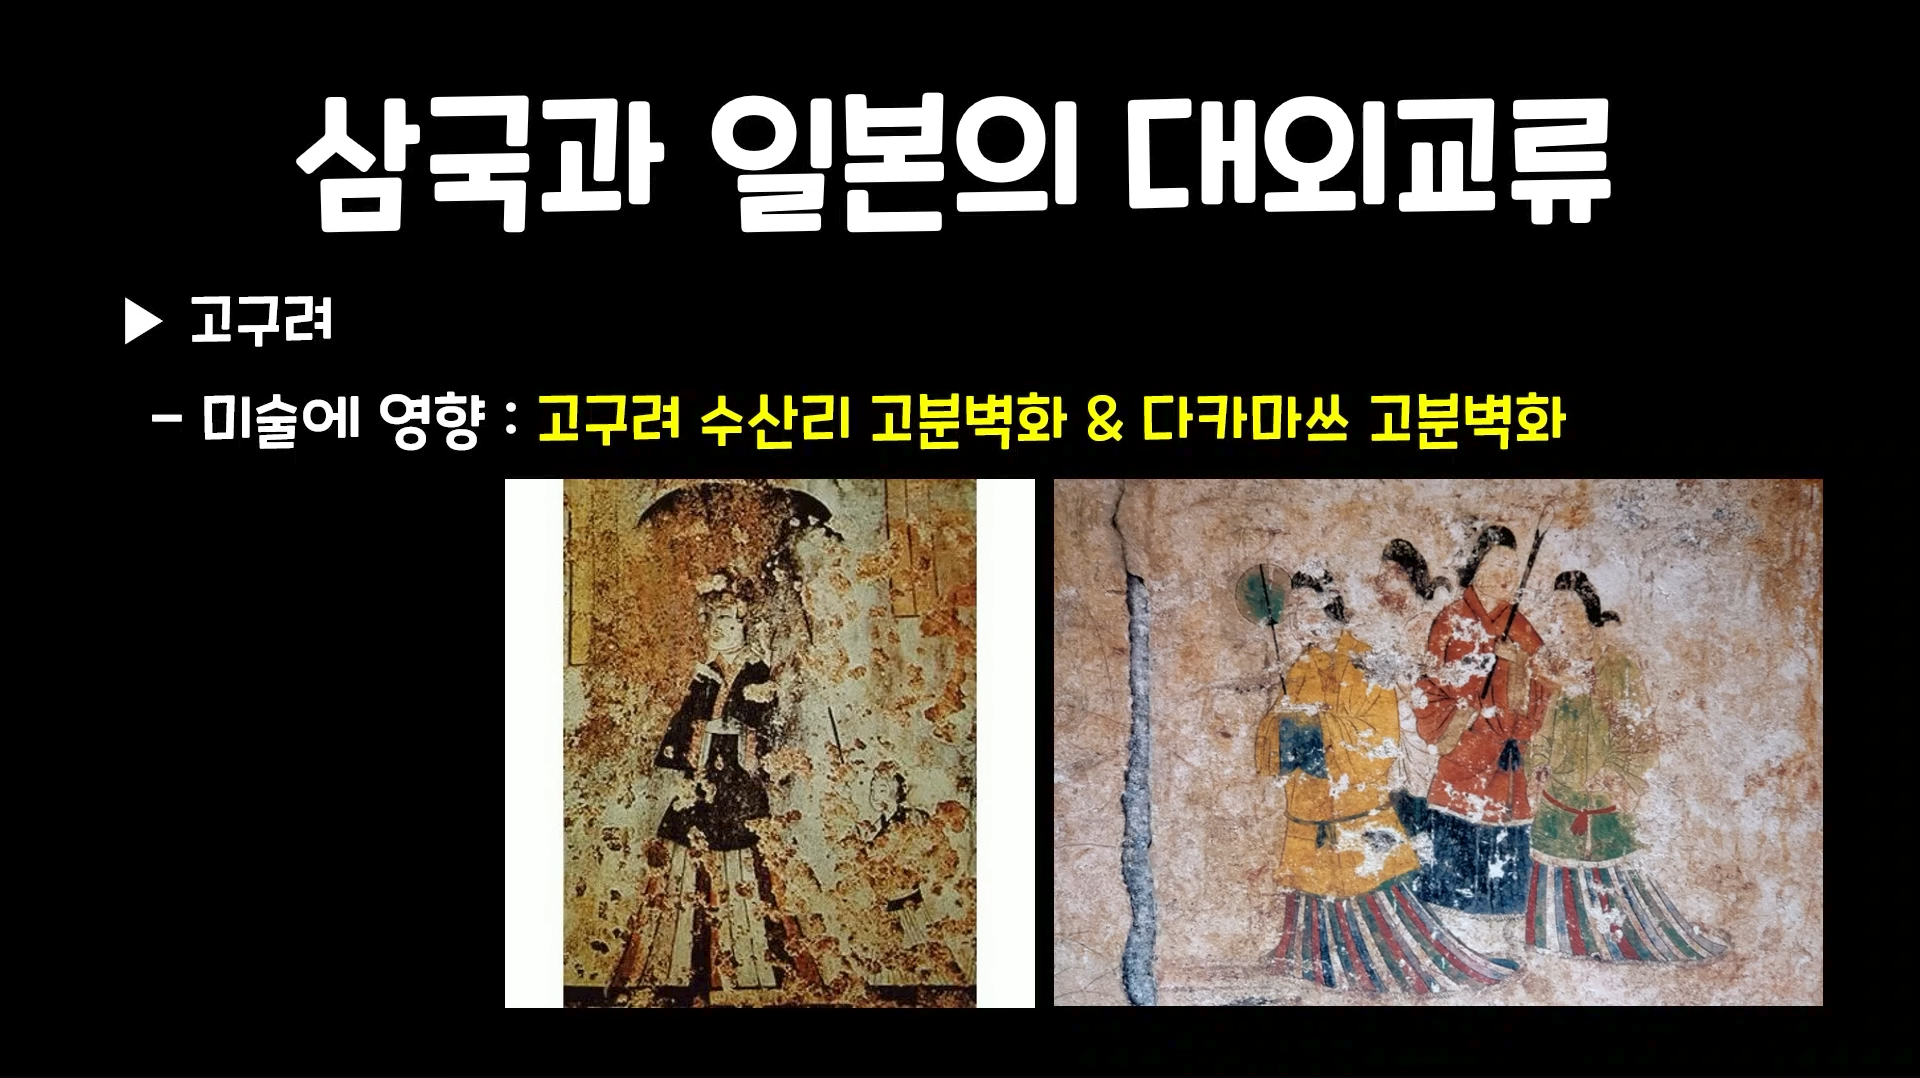 삼국과 일본의 대외교류
▶ 고구려
- 미술에 영향 : 고구려 수산리 고분벽화 & 다카마쓰 고분벽화